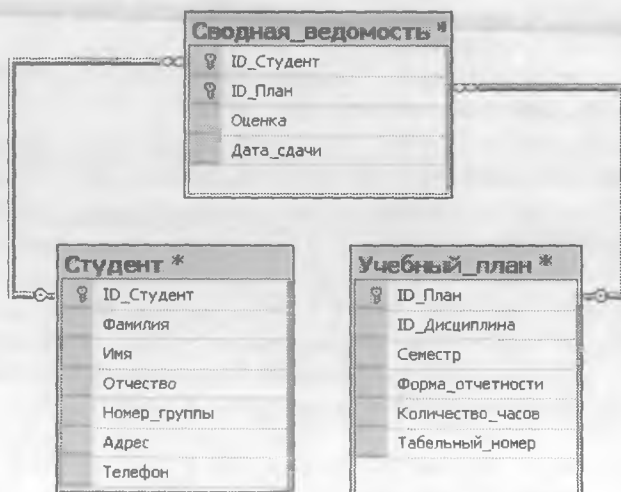 Сводная_ведомость *
ID_Студент
ID_План
Оценка
Дата_сдачи
Студент *
ID_Студент
Фамилия
Имя
Отчество
Номер_группы
Адрес
Телефон
Учебный_план *
ID_План
ID_Дисциплина
Семестр
Форма_отчетности
Количество_часов
Табельный_номер